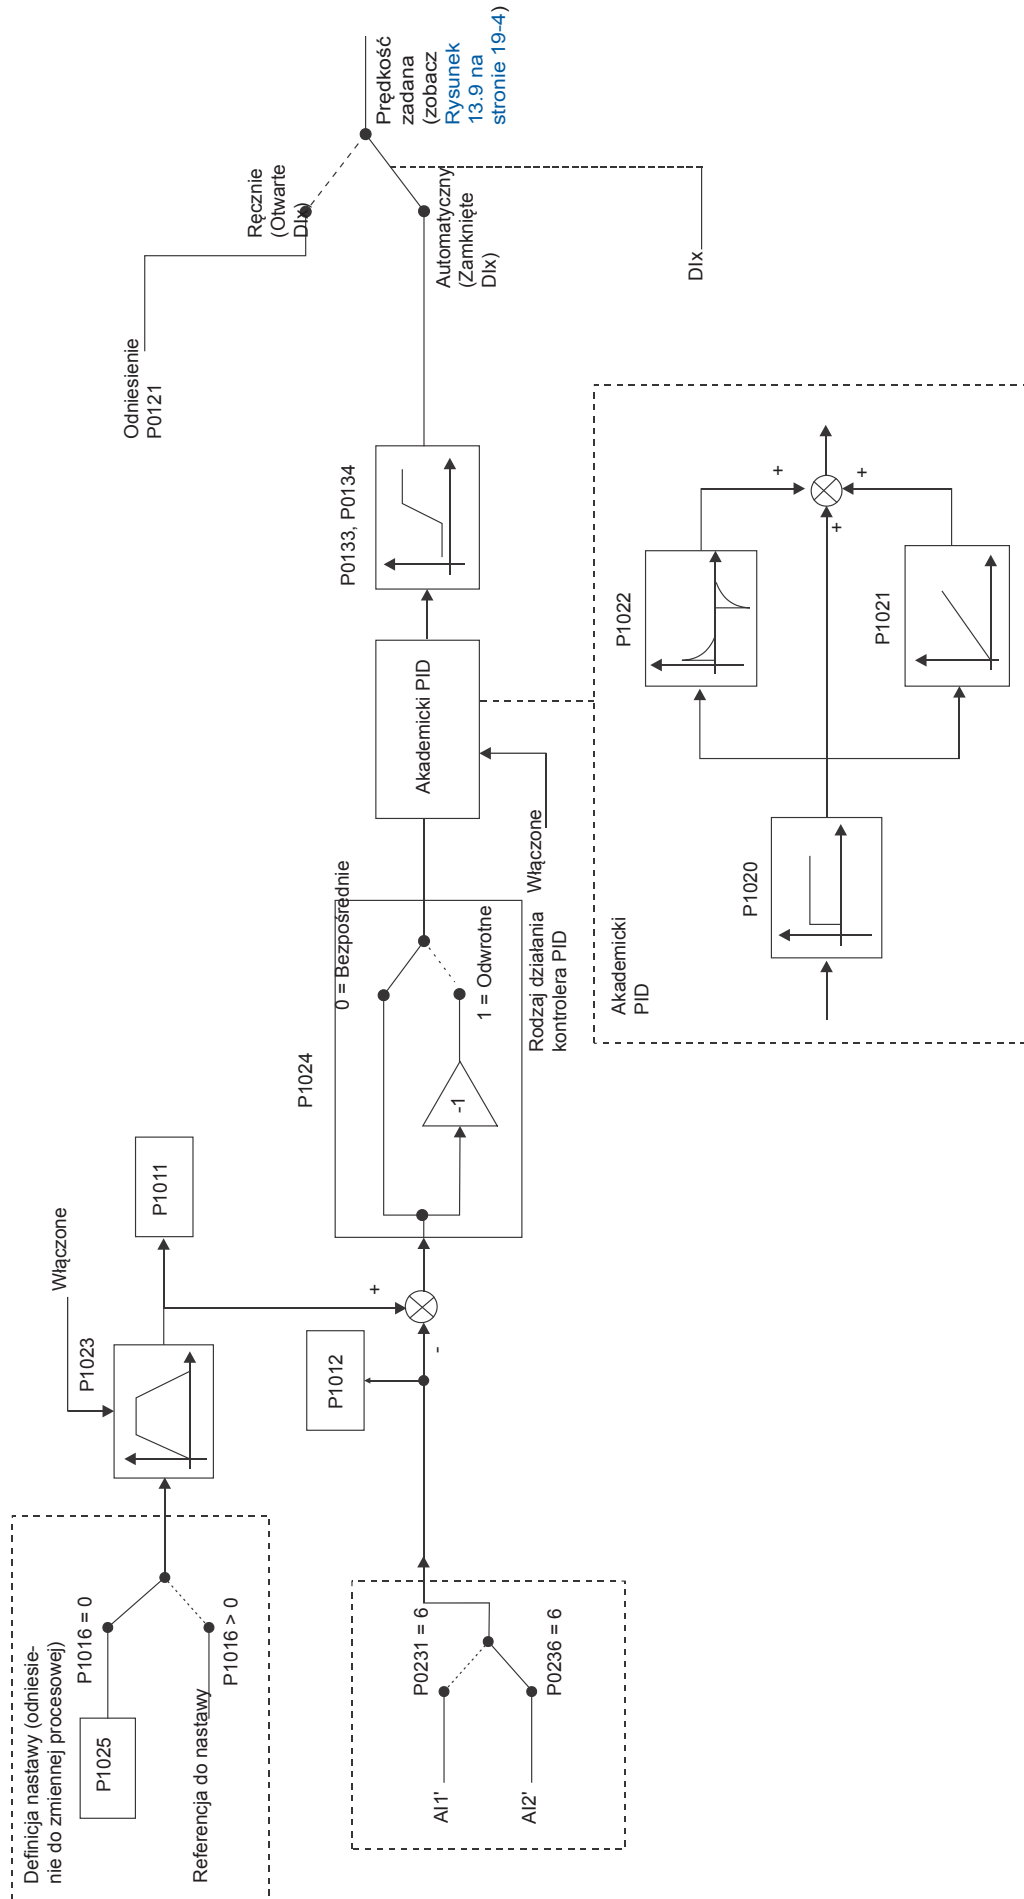 Definicja nastawy (odniesie-
nie do zmiennej procesowej)
P1025
P1016 = 0
Referencja do nastawy
P1016 > 0
Włączone
P1023
P1011
AI1'
AI2'
P0231 = 6
P0236 = 6
P1012
+
-
P1024
0 = Bezpośrednie
1 = Odwrotne
-1
Rodzaj działania
kontrolera PID
Włączone
Akademicki PID
P0133, P0134
Odniesienie
P0121
Ręcznie
(Otwarte
DIx)
Automatyczny
(Zamknięte
DIx)
DIx
Prędkość
zadana
(zobacz
Rysunek
13.9 na
stronie 19-4)
Akademicki
PID
P1020
P1022
P1021
+
+
+